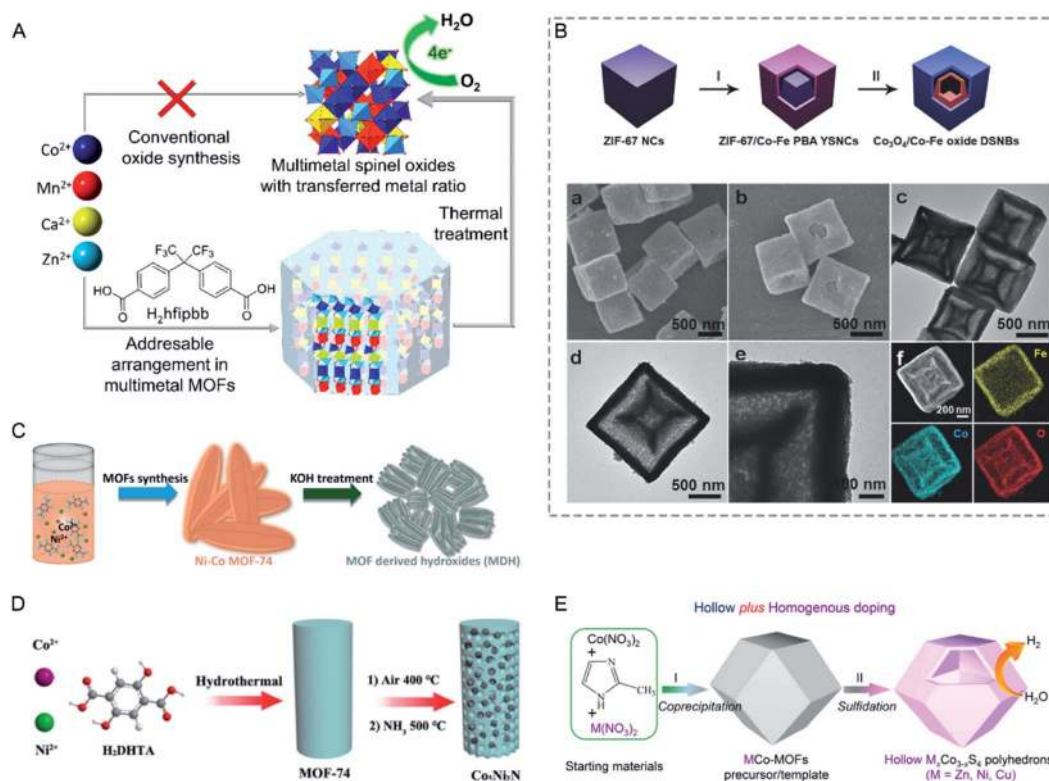 A
H₂O
4e⁻
O₂
Conventional
oxide synthesis
Multimetal spinel oxides
with transferred metal ratio
Co²⁺
Mn²⁺
Ca²⁺
Zn²⁺
F₃C CF₃
HO OH
O O
H₂hfipbb
Thermal
treatment
Addresable
arrangement in
multimetal MOFs
B
I II
ZIF-67 NCs ZIF-67/Co-Fe PBA YSNCs Co₃O₄/Co-Fe oxide DSNBs
a b c
500 nm 500 nm 500 nm
d e f Fe
200 nm
Co O
500 nm 100 nm
C
MOFs synthesis KOH treatment
Ni²⁺
Ni-Co MOF-74 MOF derived hydroxides (MDH)
D
Co²⁺
Ni²⁺
H₂DHTA
Hydrothermal
1) Air 400 °C
2) NH₃ 500 °C
MOF-74
E
Hollow plus Homogenous doping
Co(NO₃)₂
+
N
N
H
CH₃
+
M(NO₃)₂
I II
Coprecipitation Sulfidation
H₂
H₂O
Starting materials
MCo-MOFs
precursor/template
Hollow MₓCo₃₋ₓS₄ polyhedrons
(M = Zn, Ni, Cu)